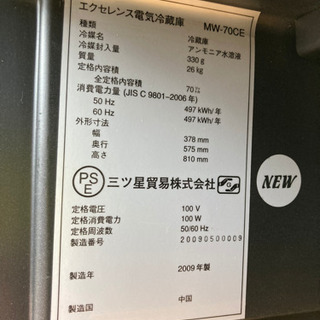 エクセレンス電気冷蔵庫 MW-70CE
種類 冷蔵庫
冷媒名 アンモニア水溶液
冷媒封入量 330 g
質量 26 kg
定格内容積
全定格内容積 70
消費電力量 (JIS C 9801-2006 年)
50 Hz 497 kWh/年
60 Hz 497 kWh/年
外形寸法
幅 378 mm
奥行 575 mm
高さ 810 mm
PS
E
三ツ星貿易株式会社
NEW
定格電圧 100 V
定格消費電力 100 W
定格周波数 50/60 Hz
製造番号 20090500009
製造年 2009年製
製造国 中国